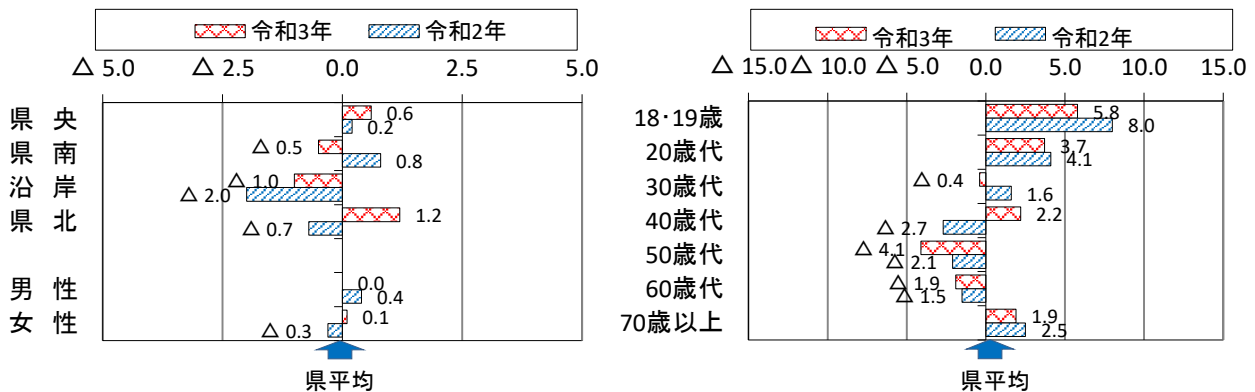 令和3年 令和2年
△ 5.0 △ 2.5 0.0 2.5 5.0
県 央 0.6
0.2
県 南 △ 0.5
0.8
沿 岸 △ 1.0
△ 2.0
県 北 1.2
△ 0.7
男 性 0.0
0.4
女 性 0.1
△ 0.3
県平均
令和3年 令和2年
△ 15.0 △ 10.0 △ 5.0 0.0 5.0 10.0 15.0
18･19歳 5.8
8.0
20歳代 3.7
4.1
30歳代 △ 0.4
1.6
40歳代 2.2
△ 2.7
50歳代 △ 4.1
△ 2.1
60歳代 △ 1.9
△ 1.5
70歳以上 1.9
2.5
県平均